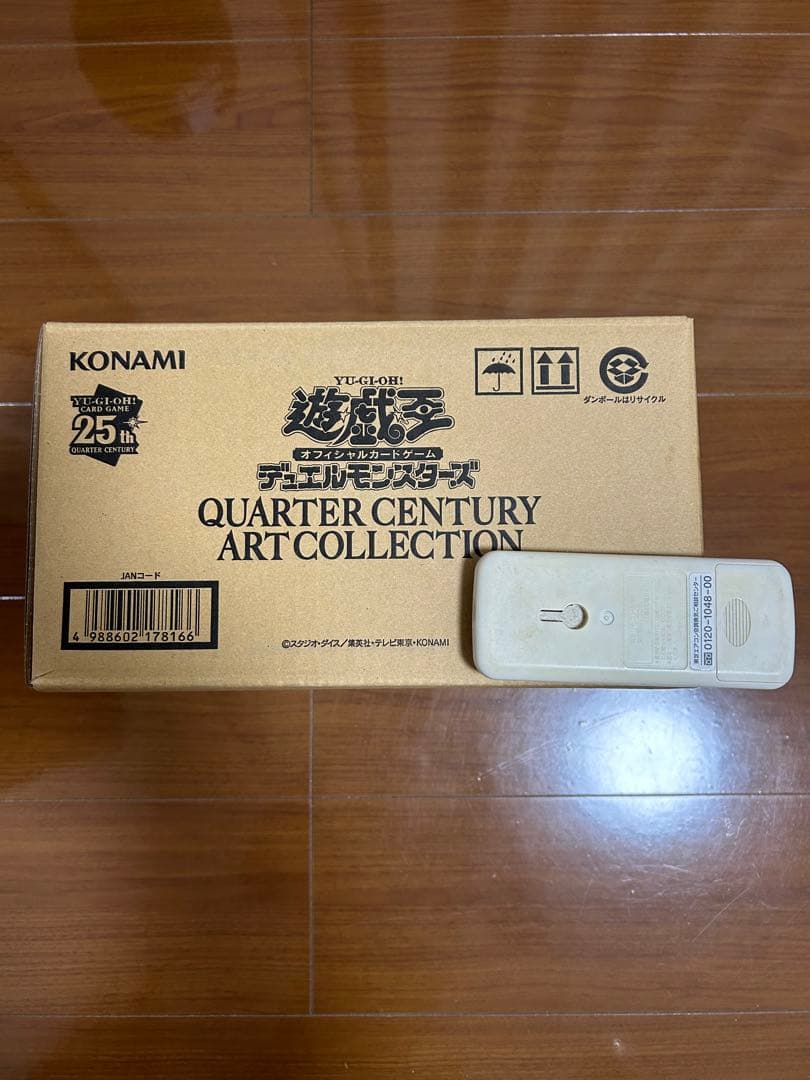 KONAMI
YU-GI-OH!
CARD GAME
25th
QUARTER CENTURY
YU-GI-OH!
遊☆戯☆王
オフィシャルカードゲーム
デュエルモンスターズ
QUARTER CENTURY
ART COLLECTION
ダンボールはリサイクル
JANコード
4 988602 178166
©スタジオ・ダイス/集英社・テレビ東京・KONAMI
0120-1048-00